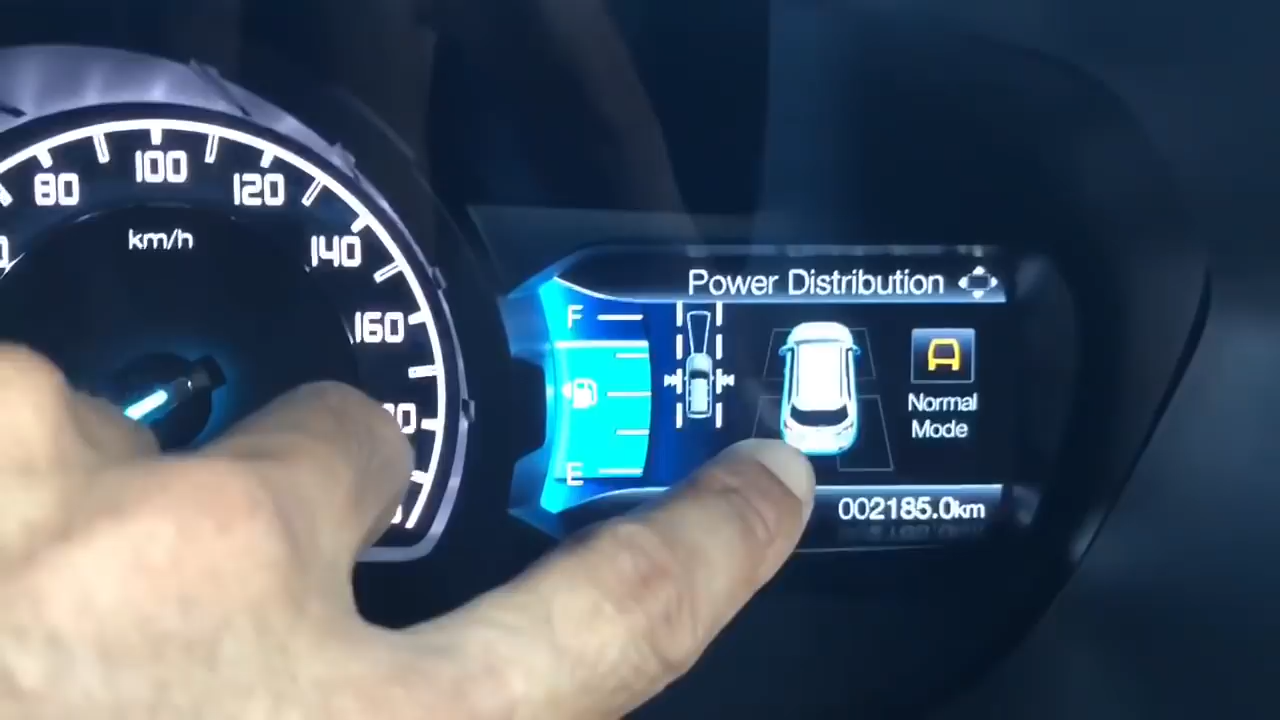 80
100
120
140
160
km/h
Power Distribution
F
E
Normal
Mode
002185.0km